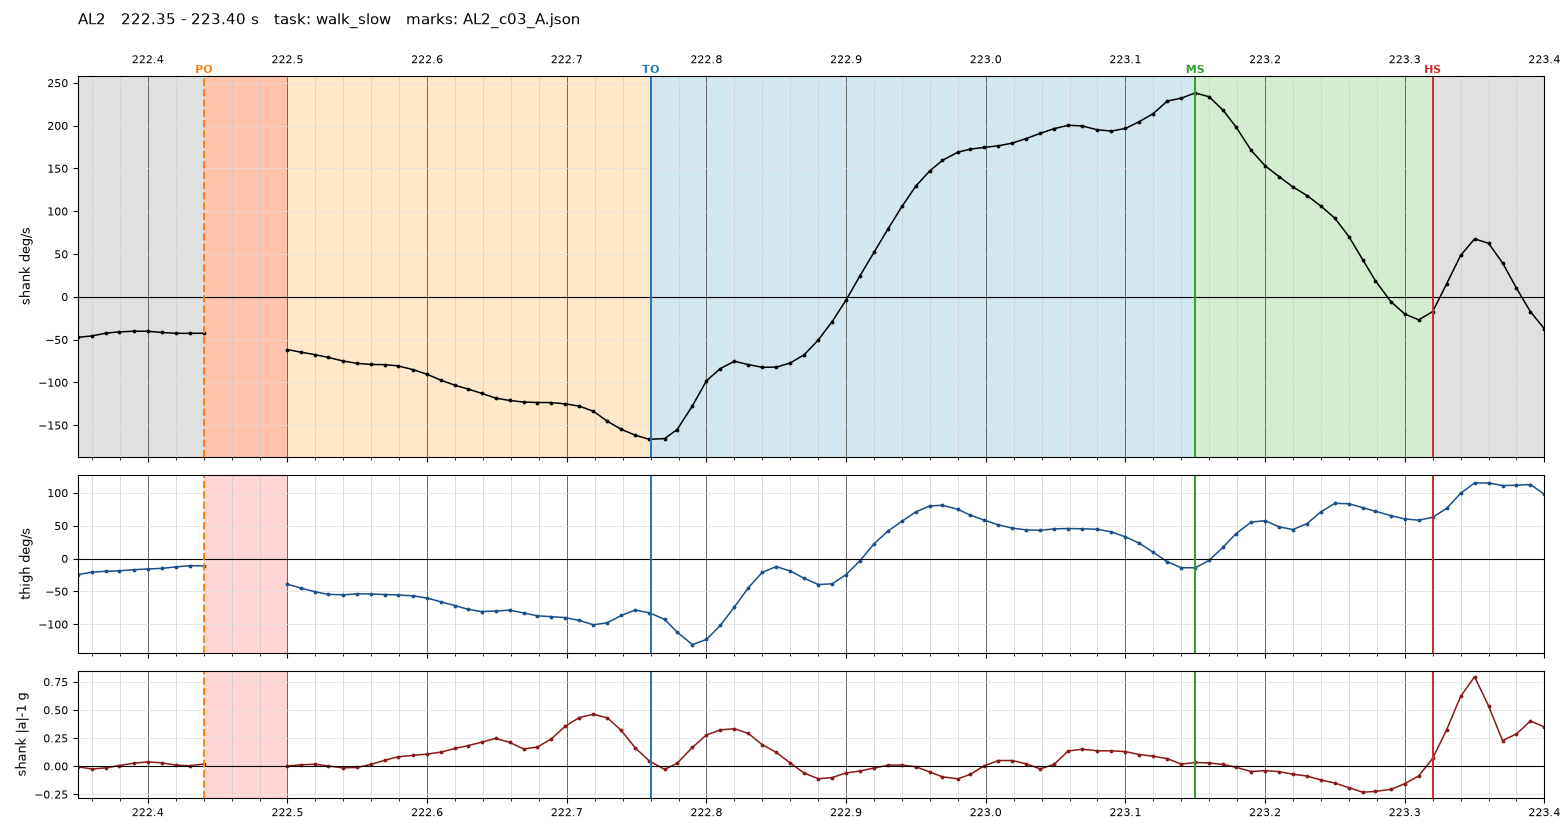 AL2   222.35 - 223.40 s   task: walk_slow   marks: AL2_c03_A.json
222.4 222.5 222.6 222.7 222.8 222.9 223.0 223.1 223.2 223.3 223.4
PO TO MS HS
250
200
150
100
50
0
−50
−100
−150
shank deg/s
100
50
0
−50
−100
thigh deg/s
0.75
0.50
0.25
0.00
−0.25
shank |a|-1 g
222.4 222.5 222.6 222.7 222.8 222.9 223.0 223.1 223.2 223.3 223.4